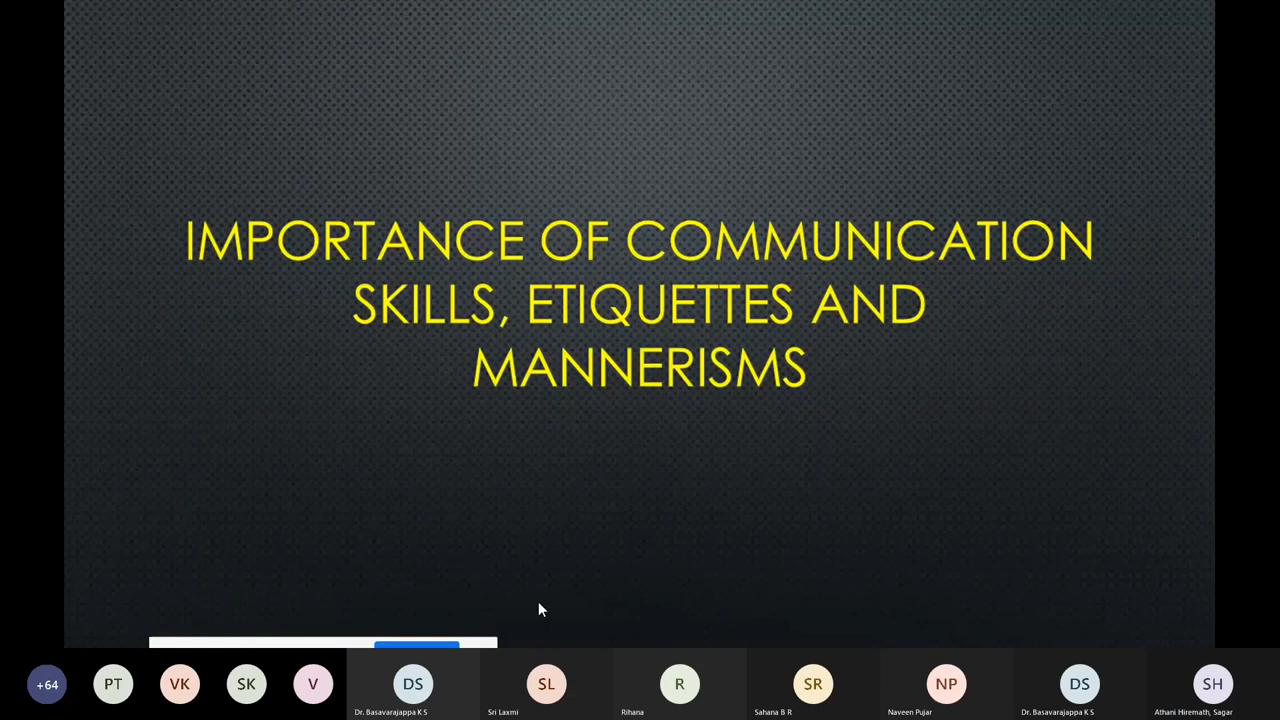 IMPORTANCE OF COMMUNICATION
SKILLS, ETIQUETTES AND
MANNERISMS
+64
PT
VK
SK
V
DS
SL
R
SR
NP
DS
SH
Dr. Basavarajappa K S
Sri Laxmi
Rihana
Sahana B R
Naveen Pujar
Dr. Basavarajappa K S
Athani Hiremath, Sagar